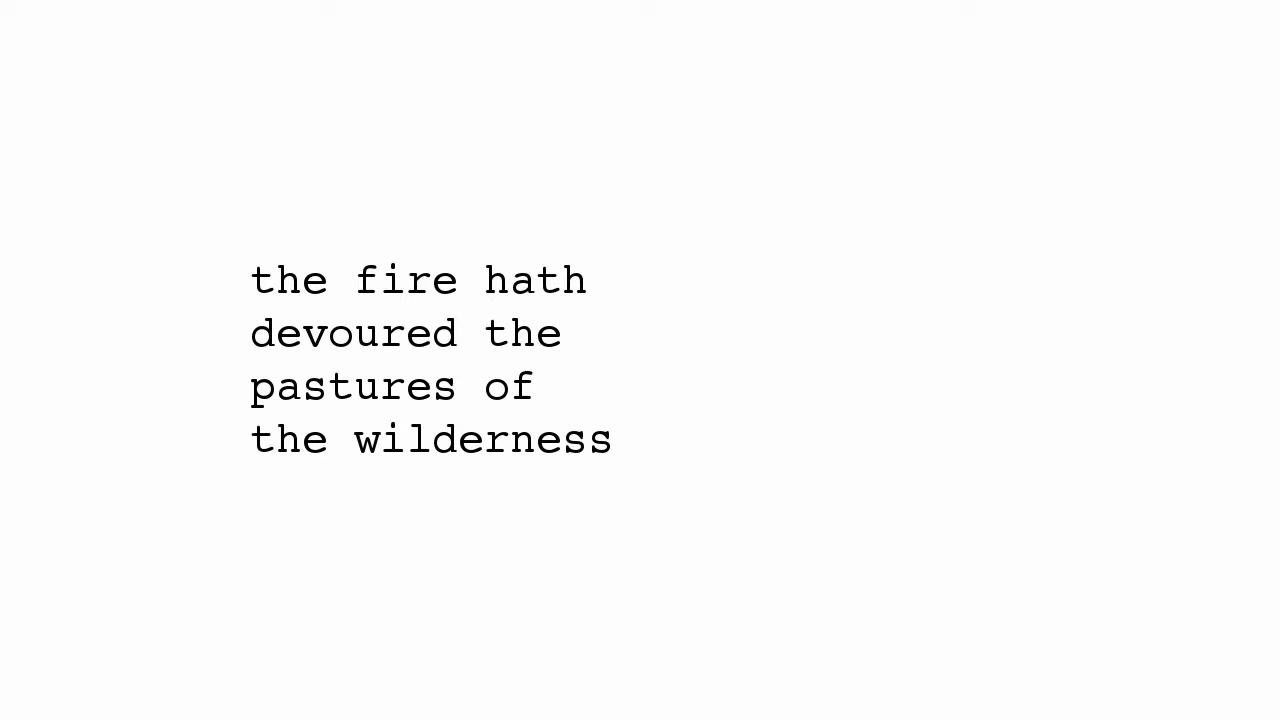 the fire hath
devoured the
pastures of
the wilderness